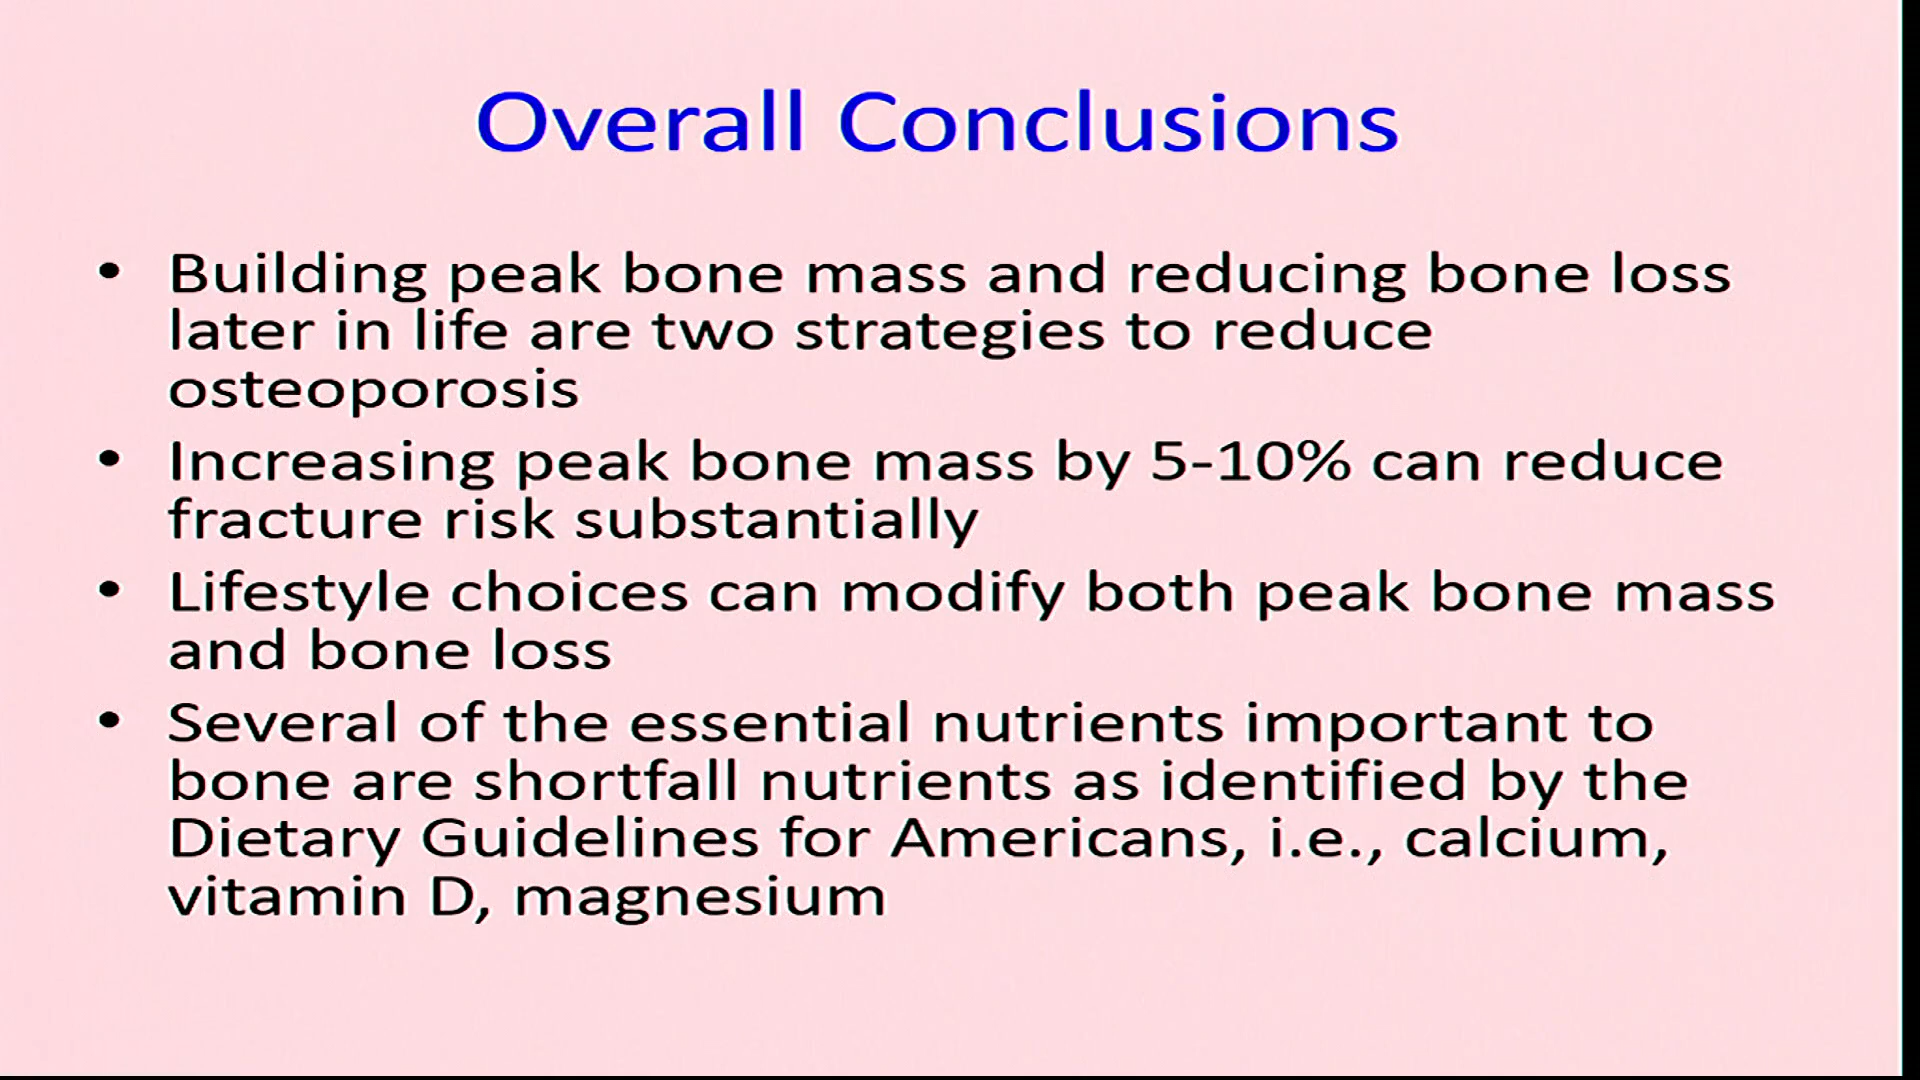 Overall Conclusions
• Building peak bone mass and reducing bone loss
later in life are two strategies to reduce
osteoporosis
• Increasing peak bone mass by 5-10% can reduce
fracture risk substantially
• Lifestyle choices can modify both peak bone mass
and bone loss
• Several of the essential nutrients important to
bone are shortfall nutrients as identified by the
Dietary Guidelines for Americans, i.e., calcium,
vitamin D, magnesium